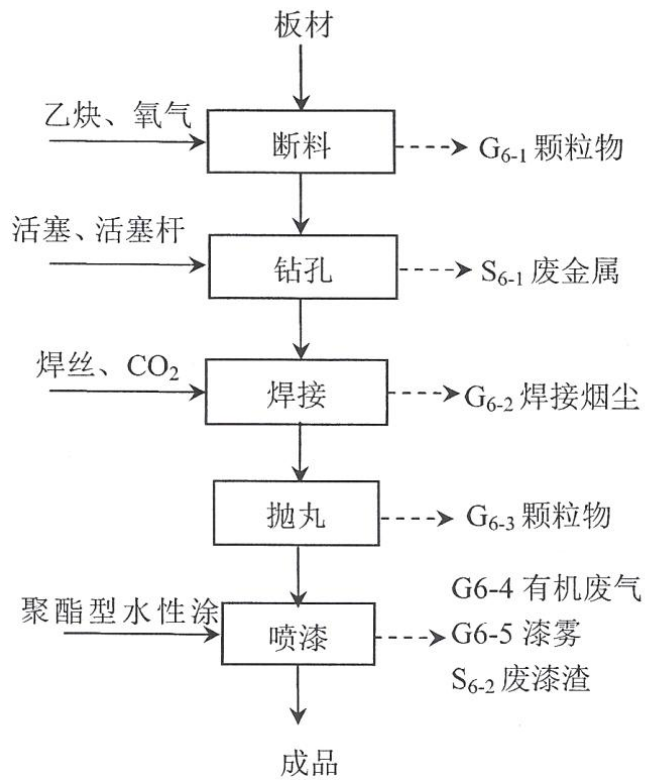 板材
乙炔、氧气
断料
G6-1 颗粒物
活塞、活塞杆
钻孔
S6-1 废金属
焊丝、CO2
焊接
G6-2 焊接烟尘
抛丸
G6-3 颗粒物
聚酯型水性涂
喷漆
G6-4 有机废气
G6-5 漆雾
S6-2 废漆渣
成品